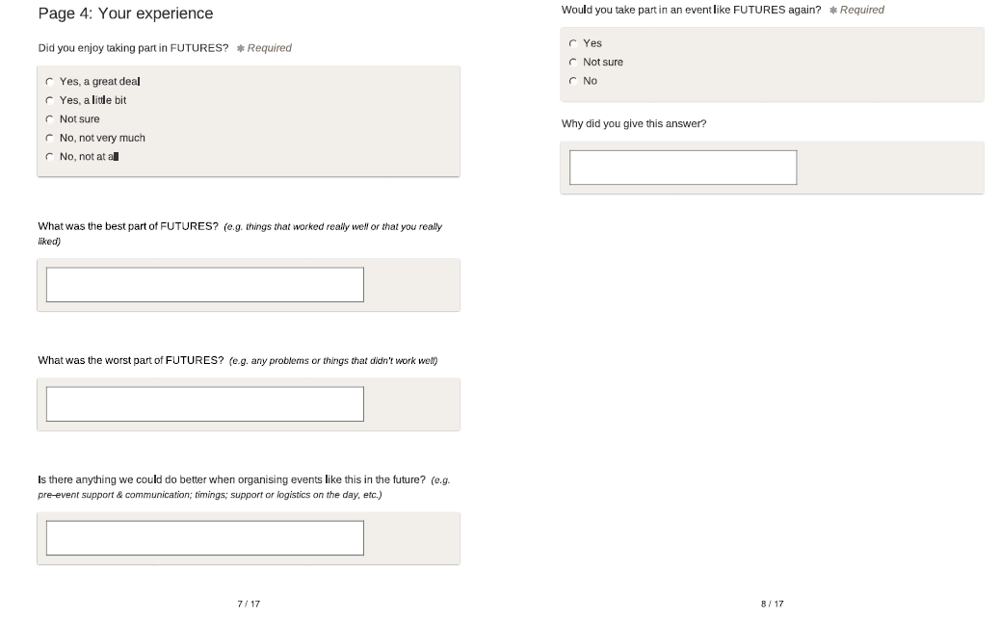 Page 4: Your experience
Did you enjoy taking part in FUTURES? ✱ Required
Yes, a great deal
Yes, a little bit
Not sure
No, not very much
No, not at all
What was the best part of FUTURES? (e.g. things that worked really well or that you really
liked)
What was the worst part of FUTURES? (e.g. any problems or things that didn't work well)
Is there anything we could do better when organising events like this in the future? (e.g.
pre-event support & communication; timings; support or logistics on the day, etc.)
7 / 17
Would you take part in an event like FUTURES again? ✱ Required
Yes
Not sure
No
Why did you give this answer?
8 / 17